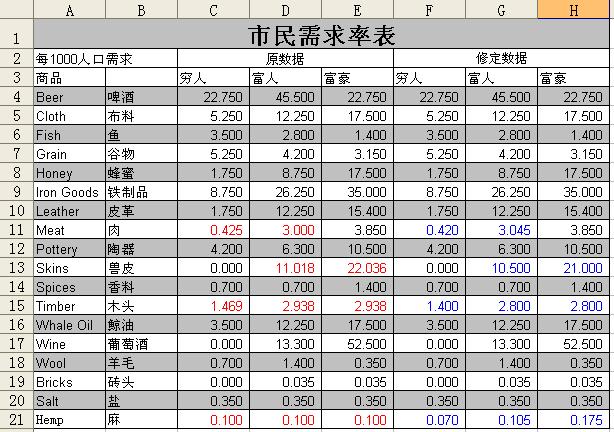 A B C D E F G H
1 市民需求率表
2 每1000人口需求 原数据 修定数据
3 商品 穷人 富人 富豪 穷人 富人 富豪
4 Beer 啤酒 22.750 45.500 22.750 22.750 45.500 22.750
5 Cloth 布料 5.250 12.250 17.500 5.250 12.250 17.500
6 Fish 鱼 3.500 2.800 1.400 3.500 2.800 1.400
7 Grain 谷物 5.250 4.200 3.150 5.250 4.200 3.150
8 Honey 蜂蜜 1.750 8.750 17.500 1.750 8.750 17.500
9 Iron Goods 铁制品 8.750 26.250 35.000 8.750 26.250 35.000
10 Leather 皮革 1.750 12.250 15.400 1.750 12.250 15.400
11 Meat 肉 0.425 3.000 3.850 0.420 3.045 3.850
12 Pottery 陶器 4.200 6.300 10.500 4.200 6.300 10.500
13 Skins 兽皮 0.000 11.018 22.036 0.000 10.500 21.000
14 Spices 香料 0.700 0.700 1.400 0.700 0.700 1.400
15 Timber 木头 1.469 2.938 2.938 1.400 2.800 2.800
16 Whale Oil 鲸油 3.500 12.250 17.500 3.500 12.250 17.500
17 Wine 葡萄酒 0.000 13.300 52.500 0.000 13.300 52.500
18 Wool 羊毛 0.700 1.400 0.350 0.700 1.400 0.350
19 Bricks 砖头 0.000 0.035 0.035 0.000 0.035 0.035
20 Salt 盐 0.350 0.350 0.350 0.350 0.350 0.350
21 Hemp 麻 0.100 0.100 0.100 0.070 0.105 0.175